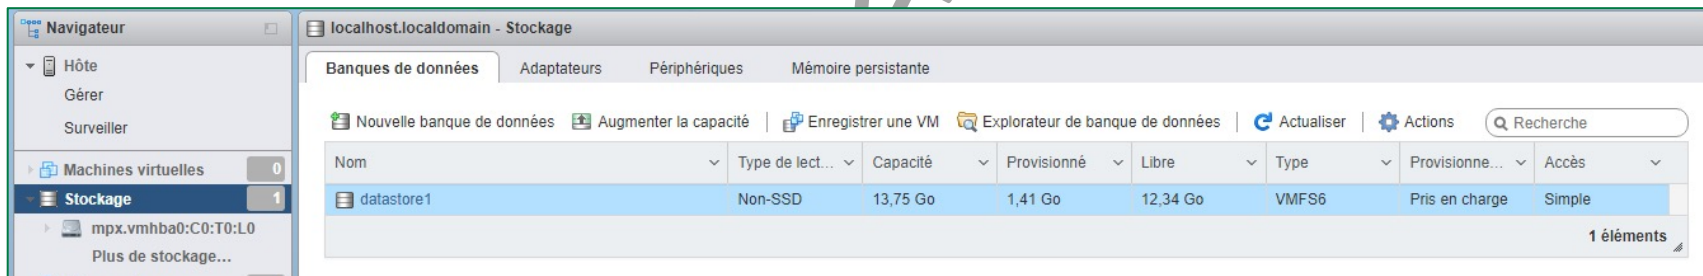 Navigateur
Hôte
Gérer
Surveiller
Machines virtuelles 0
Stockage 1
mpx.vmhba0:C0:T0:L0
Plus de stockage...
localhost.localdomain - Stockage
Banques de données Adaptateurs Périphériques Mémoire persistante
Nouvelle banque de données Augmenter la capacité Enregistrer une VM Explorateur de banque de données Actualiser Actions Recherche
Nom Type de lect... Capacité Provisionné Libre Type Provisionne... Accès
datastore1 Non-SSD 13,75 Go 1,41 Go 12,34 Go VMFS6 Pris en charge Simple
1 éléments